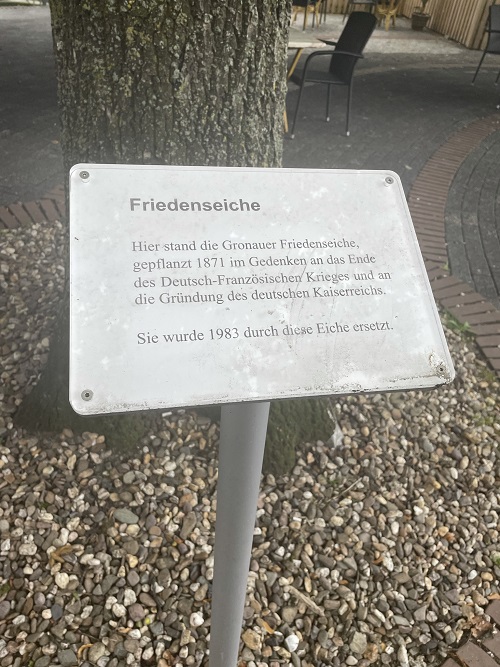 Friedenseiche
Hier stand die Gronauer Friedenseiche,
gepflanzt 1871 im Gedenken an das Ende
des Deutsch-Französischen Krieges und an
die Gründung des deutschen Kaiserreichs.
Sie wurde 1983 durch diese Eiche ersetzt.